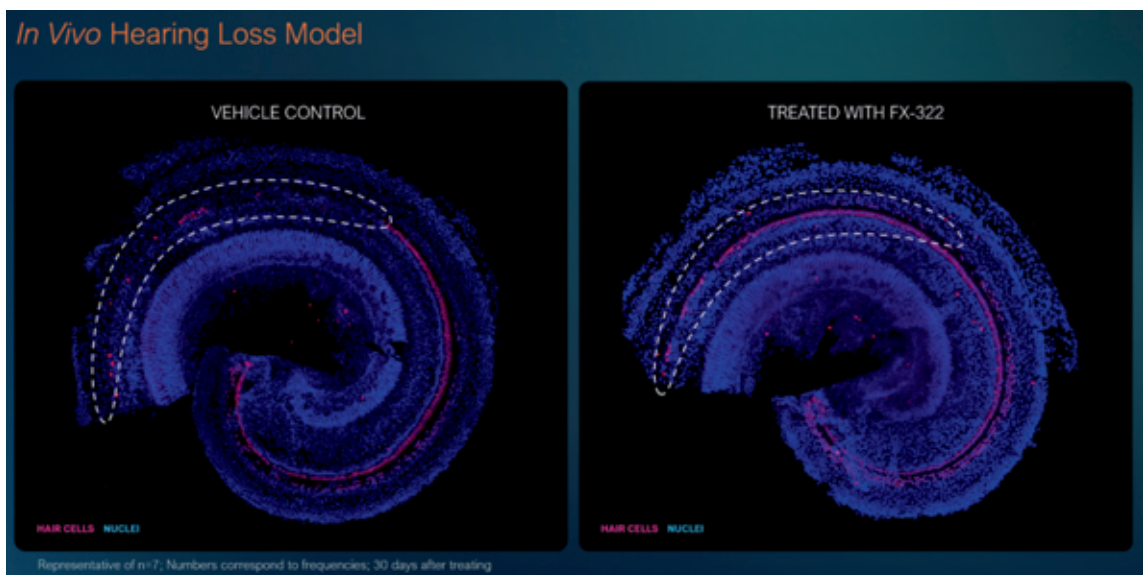 In Vivo Hearing Loss Model
VEHICLE CONTROL
HAIR CELLS NUCLEI
TREATED WITH FX-322
HAIR CELLS NUCLEI
Representative of n=7; Numbers correspond to frequencies; 30 days after treating